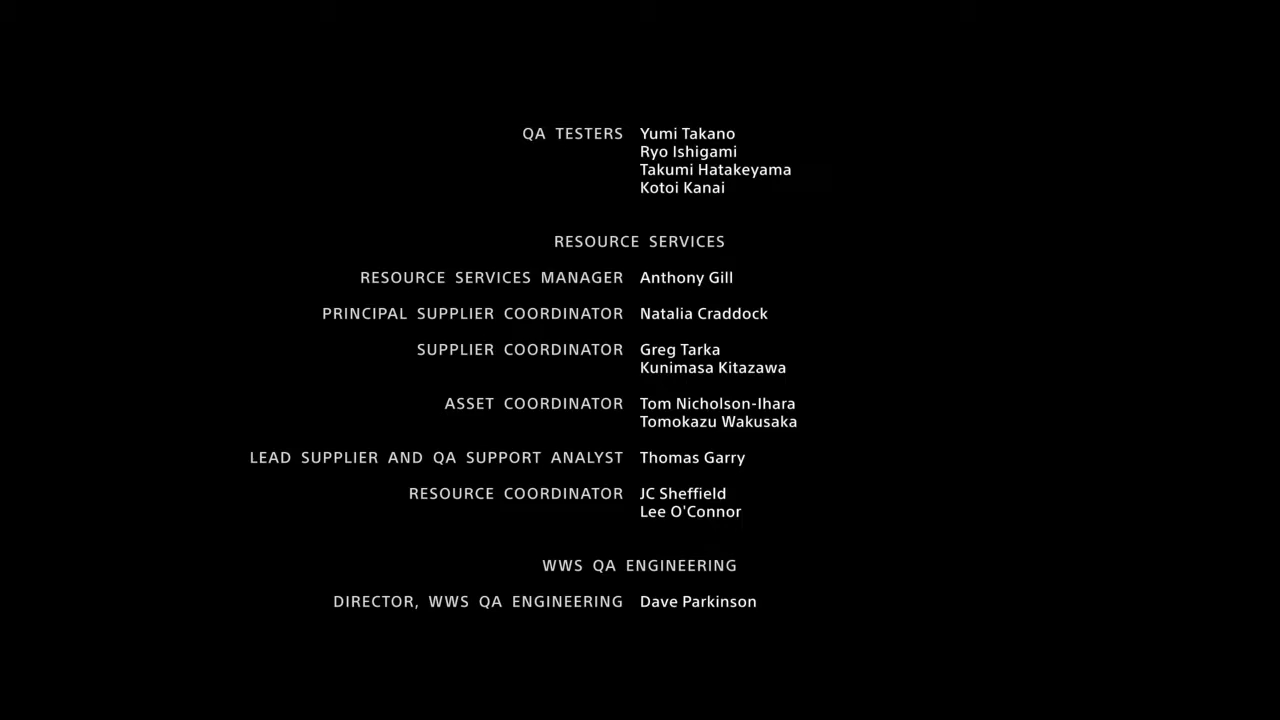 QA TESTERS Yumi Takano
Ryo Ishigami
Takumi Hatakeyama
Kotoi Kanai
RESOURCE SERVICES
RESOURCE SERVICES MANAGER Anthony Gill
PRINCIPAL SUPPLIER COORDINATOR Natalia Craddock
SUPPLIER COORDINATOR Greg Tarka
Kunimasa Kitazawa
ASSET COORDINATOR Tom Nicholson-Ihara
Tomokazu Wakusaka
LEAD SUPPLIER AND QA SUPPORT ANALYST Thomas Garry
RESOURCE COORDINATOR JC Sheffield
Lee O'Connor
WWS QA ENGINEERING
DIRECTOR, WWS QA ENGINEERING Dave Parkinson